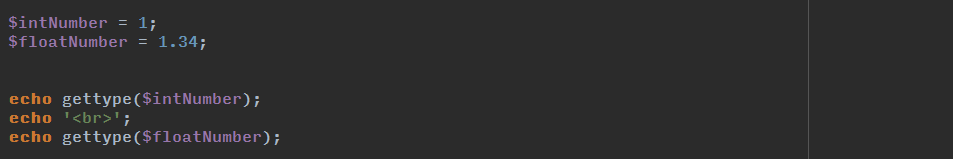 $intNumber = 1;
$floatNumber = 1.34;
echo gettype($intNumber);
echo '<br>';
echo gettype($floatNumber);